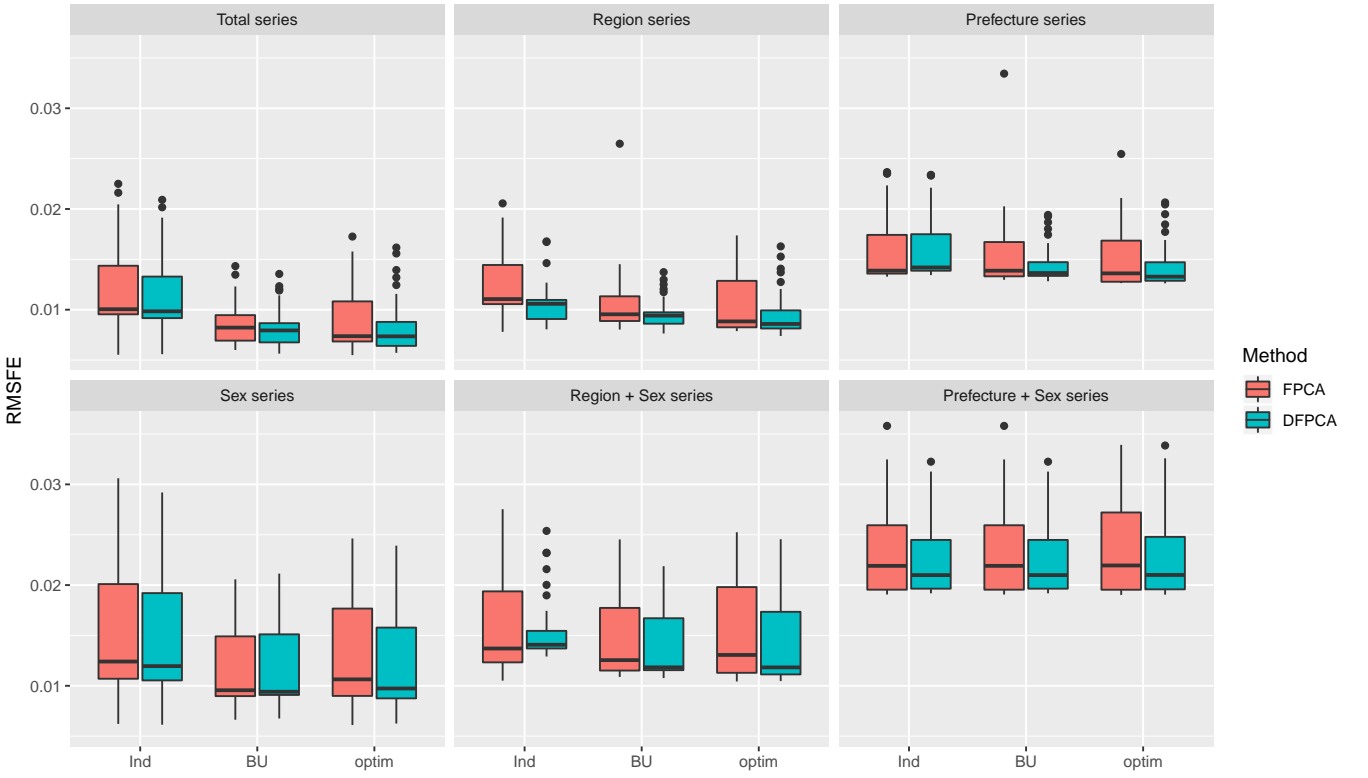 Total series
Region series
Prefecture series
0.03
0.02
0.01
Sex series
Region + Sex series
Prefecture + Sex series
0.03
0.02
0.01
Ind
BU
optim
Ind
BU
optim
Ind
BU
optim
RMSFE
Method
FPCA
DFPCA